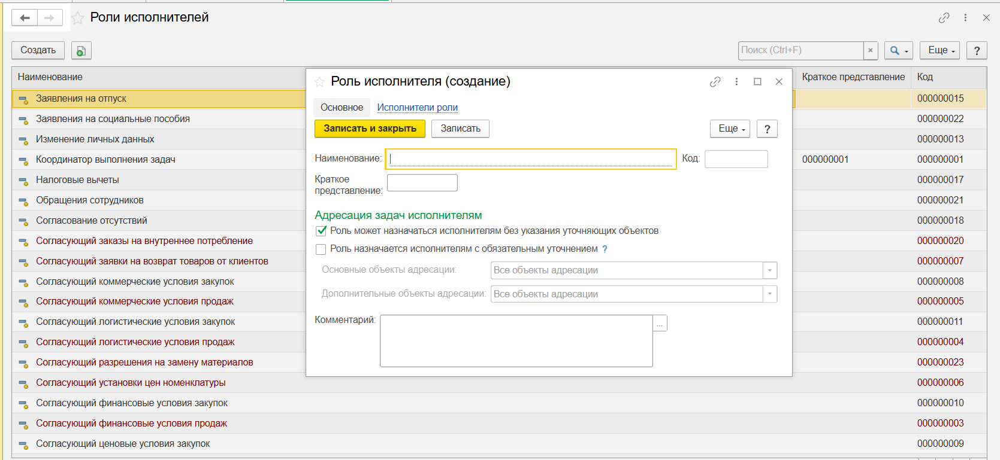 Роли исполнителей
Создать
Поиск (Ctrl+F)
×
Еще
?
Наименование
Краткое представление
Код
Заявления на отпуск
000000015
Заявления на социальные пособия
000000022
Изменение личных данных
000000013
Координатор выполнения задач
000000001
000000001
Налоговые вычеты
000000017
Обращения сотрудников
000000021
Согласование отсутствий
000000018
Согласующий заказы на внутреннее потребление
000000020
Согласующий заявки на возврат товаров от клиентов
000000007
Согласующий коммерческие условия закупок
000000008
Согласующий коммерческие условия продаж
000000005
Согласующий логистические условия закупок
000000011
Согласующий логистические условия продаж
000000004
Согласующий разрешения на замену материалов
000000023
Согласующий установки цен номенклатуры
000000006
Согласующий финансовые условия закупок
000000010
Согласующий финансовые условия продаж
000000003
Согласующий ценовые условия закупок
000000009
Роль исполнителя (создание)
Основное
Исполнители роли
Записать и закрыть
Записать
Еще
?
Наименование:
Код:
Краткое
представление:
Адресация задач исполнителям
Роль может назначаться исполнителям без указания уточняющих объектов
Роль назначается исполнителям с обязательным уточнением ?
Основные объекты адресации:
Все объекты адресации
Дополнительные объекты адресации:
Все объекты адресации
Комментарий:
...